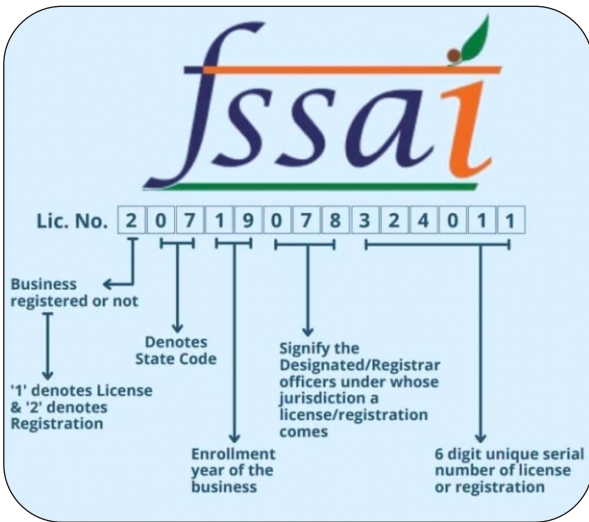 fssai
Lic. No. 2 0 7 1 9 0 7 8 3 2 4 0 1 1
Business
registered or not
'1' denotes License
& '2' denotes
Registration
Denotes
State Code
Enrollment
year of the
business
Signify the
Designated/Registrar
officers under whose
jurisdiction a
license/registration
comes
6 digit unique serial
number of license
or registration